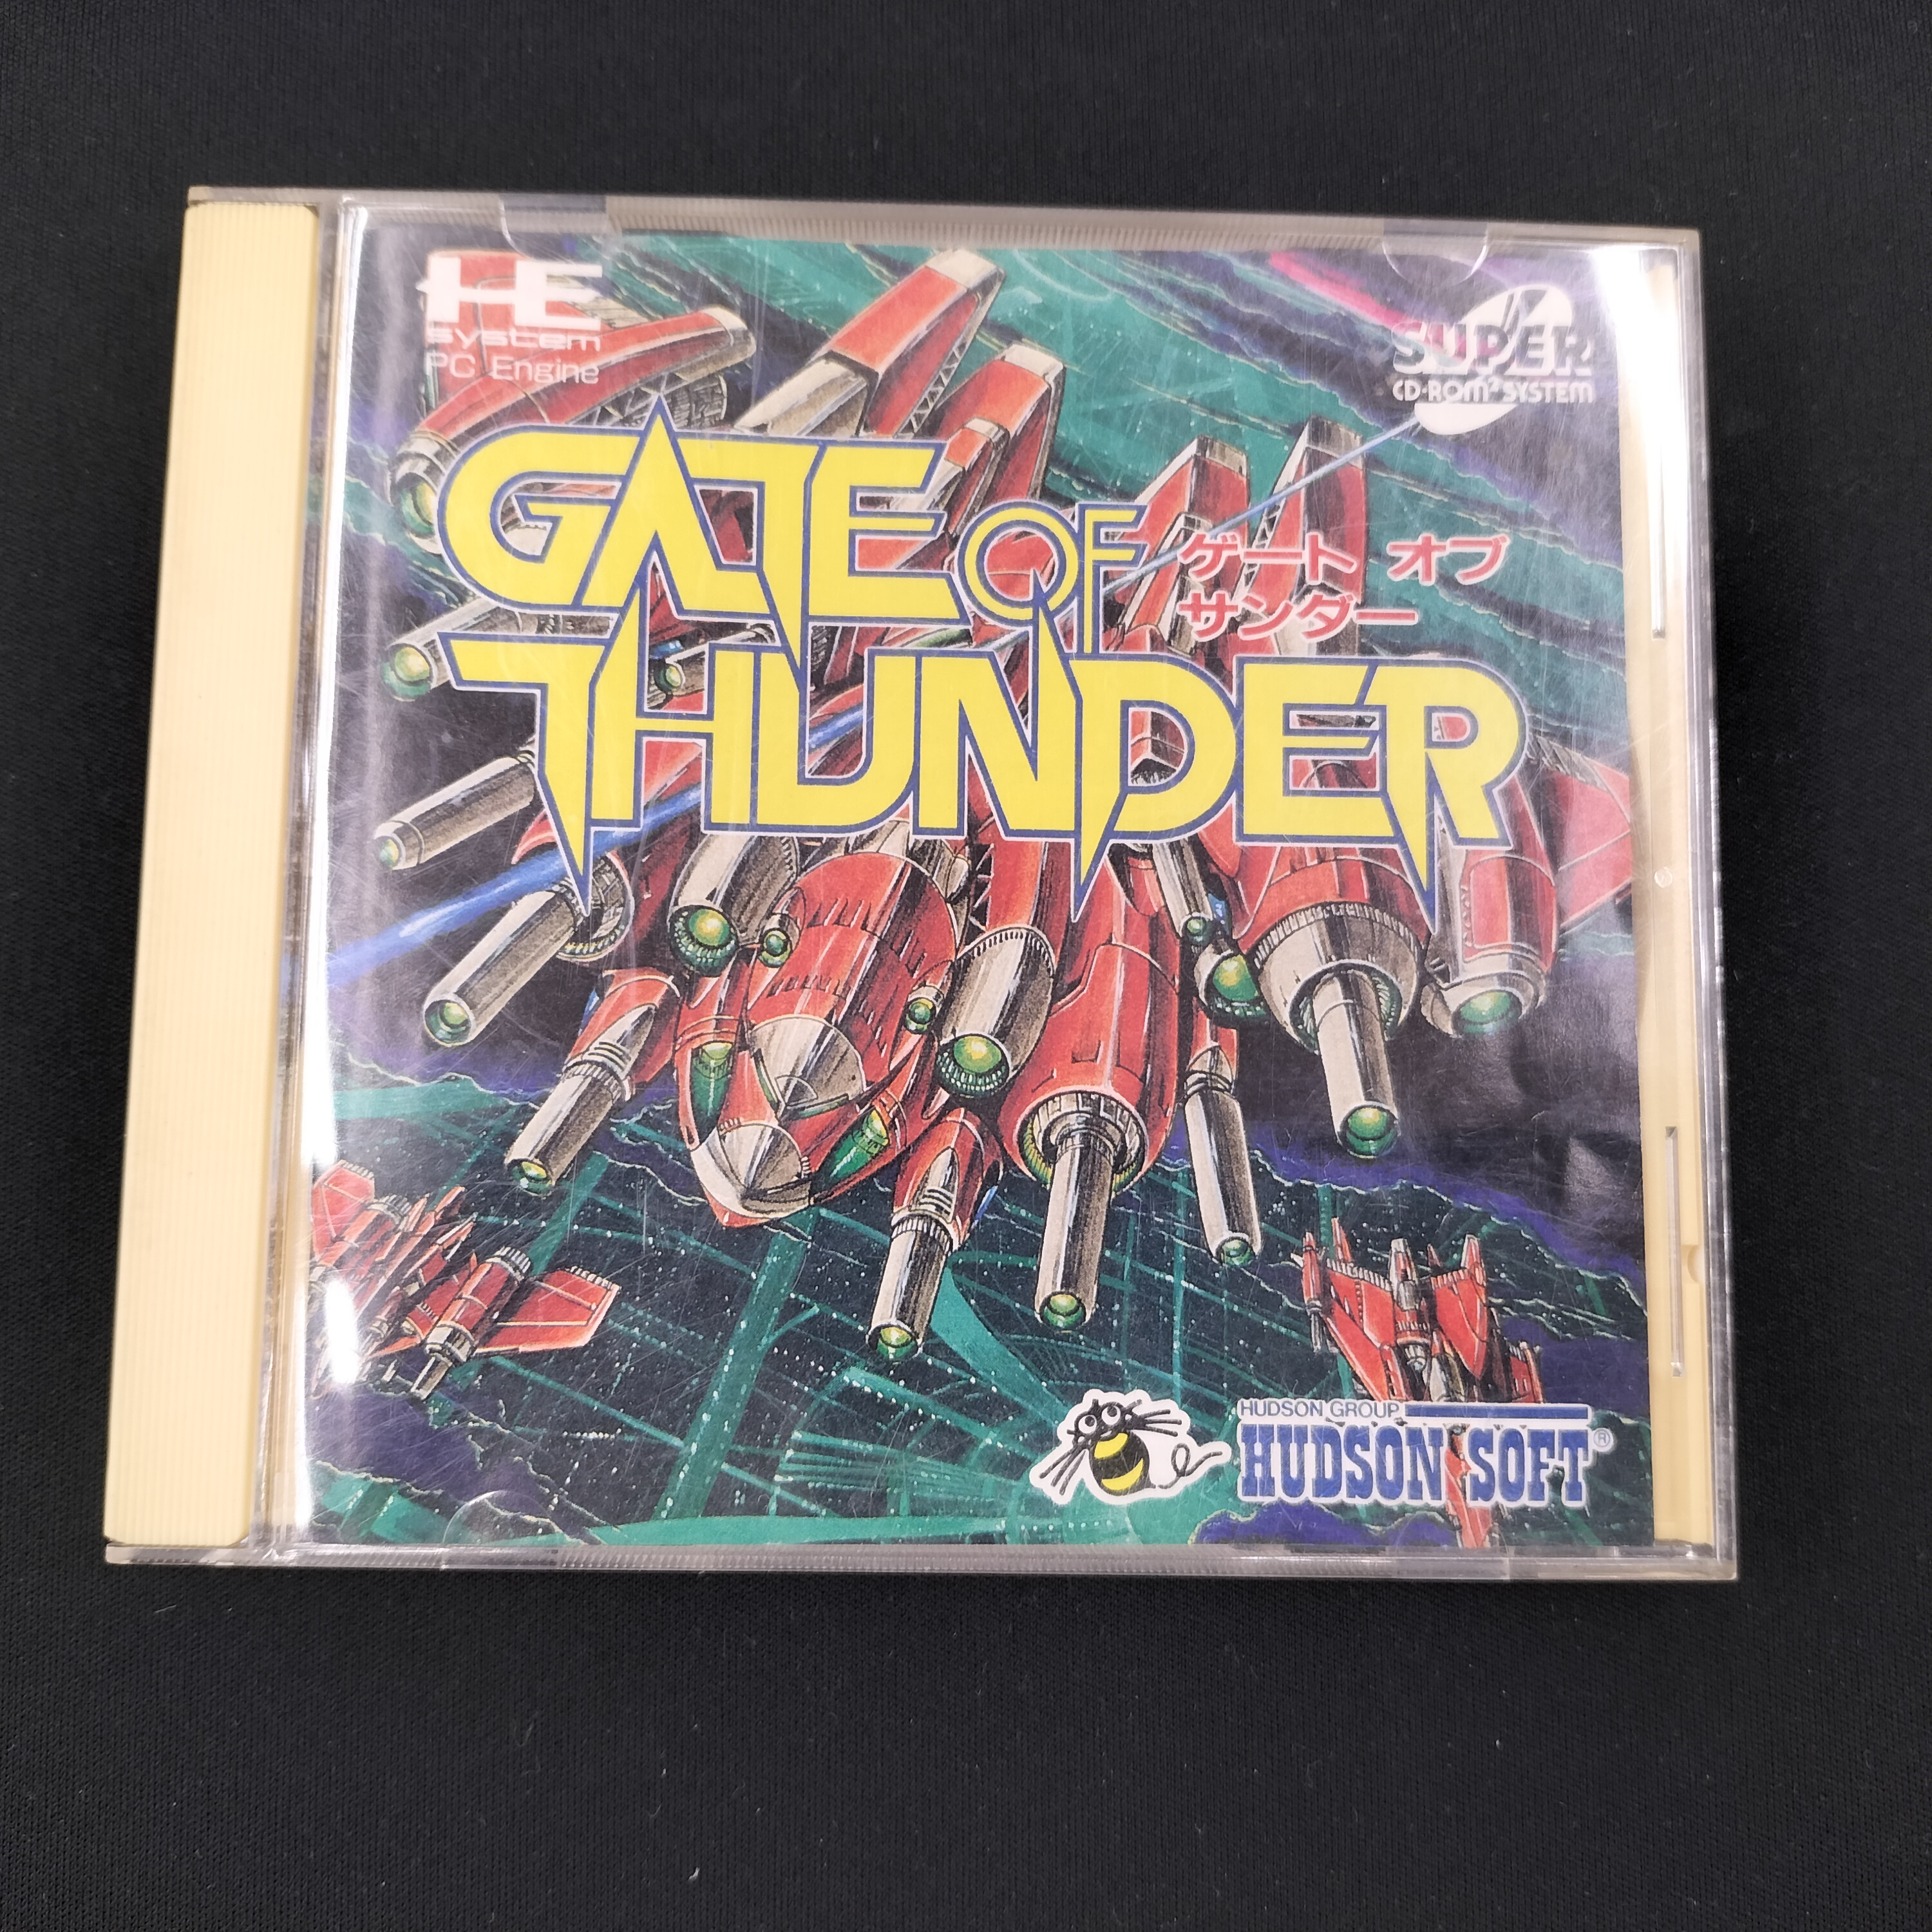 HE
system
PC Engine
SUPER
CD-ROM² SYSTEM
GATE OF
ゲート オブ
サンダー
THUNDER
HUDSON GROUP
HUDSON SOFT®